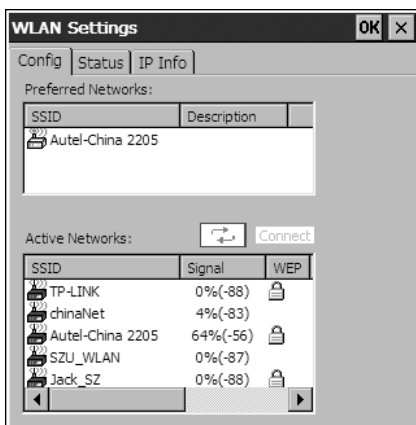 WLAN Settings OK ×
Config Status IP Info
Preferred Networks:
SSID Description
Autel-China 2205
Active Networks: Connect
SSID Signal WEP
TP-LINK 0%(-88)
chinaNet 4%(-83)
Autel-China 2205 64%(-56)
SZU_WLAN 0%(-87)
Jack_SZ 0%(-88)